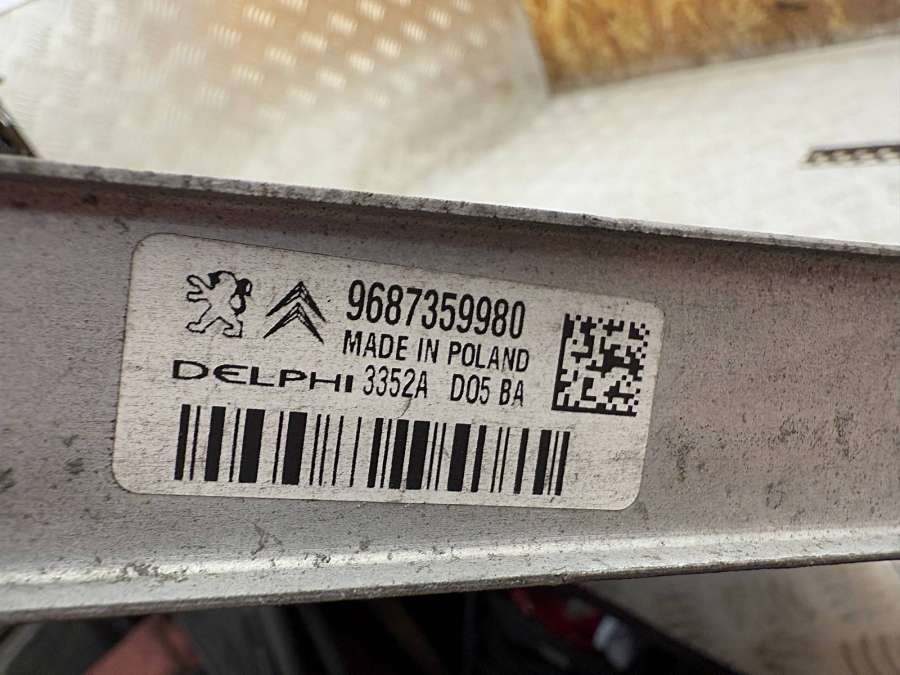 9687359980
MADE IN POLAND
DELPHI 3352A D05 BA